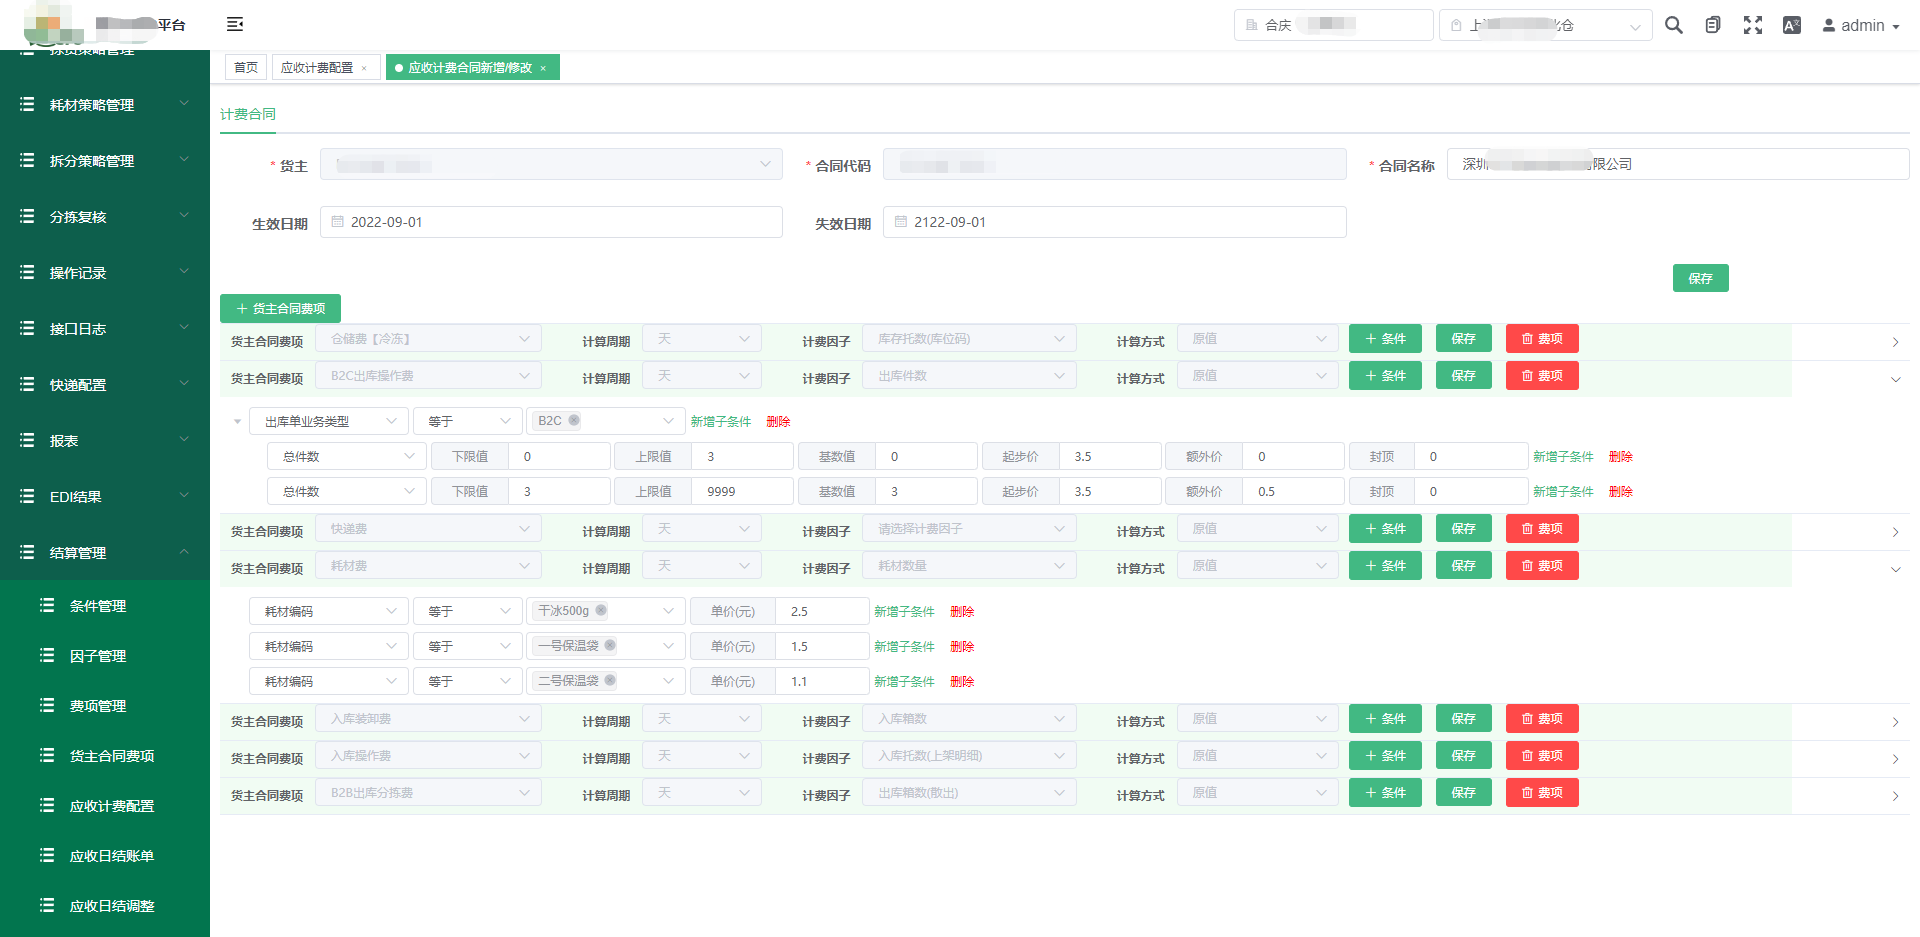 平台
合庆
仓
admin
拣货策略管理
耗材策略管理
拆分策略管理
分拣复核
操作记录
接口日志
快递配置
报表
EDI结果
结算管理
条件管理
因子管理
费项管理
货主合同费项
应收计费配置
应收日结账单
应收日结调整
首页 应收计费配置 × 应收计费合同新增/修改 ×
计费合同
* 货主 * 合同代码 * 合同名称 深圳 有限公司
生效日期 2022-09-01 失效日期 2122-09-01
保存
+ 货主合同费项
货主合同费项 仓储费【冷冻】 计算周期 天 计费因子 库存托数(库位码) 计算方式 原值 + 条件 保存 费项
货主合同费项 B2C出库操作费 计算周期 天 计费因子 出库件数 计算方式 原值 + 条件 保存 费项
出库单业务类型 等于 B2C 新增子条件 删除
总件数 下限值 0 上限值 3 基数值 0 起步价 3.5 额外价 0 封顶 0 新增子条件 删除
总件数 下限值 3 上限值 9999 基数值 3 起步价 3.5 额外价 0.5 封顶 0 新增子条件 删除
货主合同费项 快递费 计算周期 天 计费因子 请选择计费因子 计算方式 原值 + 条件 保存 费项
货主合同费项 耗材费 计算周期 天 计费因子 耗材数量 计算方式 原值 + 条件 保存 费项
耗材编码 等于 干冰500g 单价(元) 2.5 新增子条件 删除
耗材编码 等于 一号保温袋 单价(元) 1.5 新增子条件 删除
耗材编码 等于 二号保温袋 单价(元) 1.1 新增子条件 删除
货主合同费项 入库装卸费 计算周期 天 计费因子 入库箱数 计算方式 原值 + 条件 保存 费项
货主合同费项 入库操作费 计算周期 天 计费因子 入库托数(上架明细) 计算方式 原值 + 条件 保存 费项
货主合同费项 B2B出库分拣费 计算周期 天 计费因子 出库箱数(散出) 计算方式 原值 + 条件 保存 费项